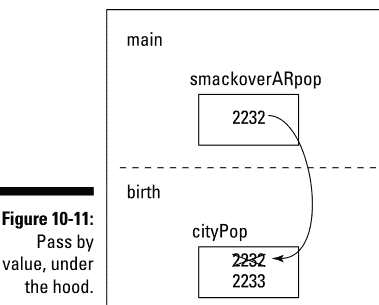 main
smackoverARpop
2232
birth
cityPop
2232
2233
Figure 10-11:
Pass by
value, under
the hood.